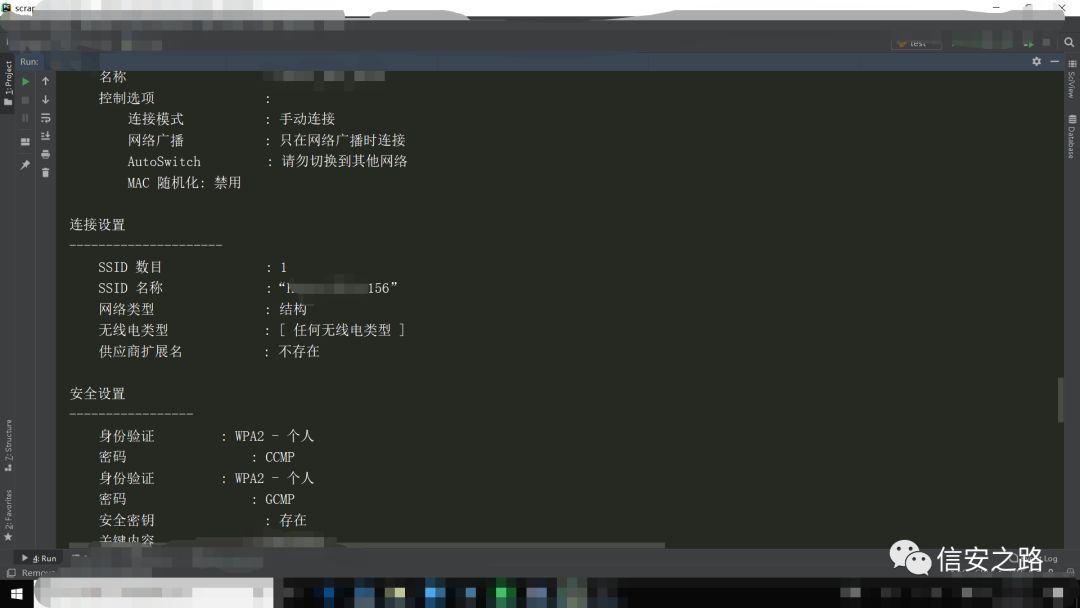 scrap
test
Run:
1: Project
SciView
Database
名称
控制选项 :
连接模式 : 手动连接
网络广播 : 只在网络广播时连接
AutoSwitch : 请勿切换到其他网络
MAC 随机化: 禁用
连接设置
---------------------
SSID 数目 : 1
SSID 名称 :“h 156”
网络类型 : 结构
无线电类型 : [ 任何无线电类型 ]
供应商扩展名 : 不存在
安全设置
-----------------
身份验证 : WPA2 - 个人
密码 : CCMP
身份验证 : WPA2 - 个人
密码 : GCMP
安全密钥 : 存在
关键内容
Z: Structure
2: Favorites
4: Run
Log
Remov
信安之路